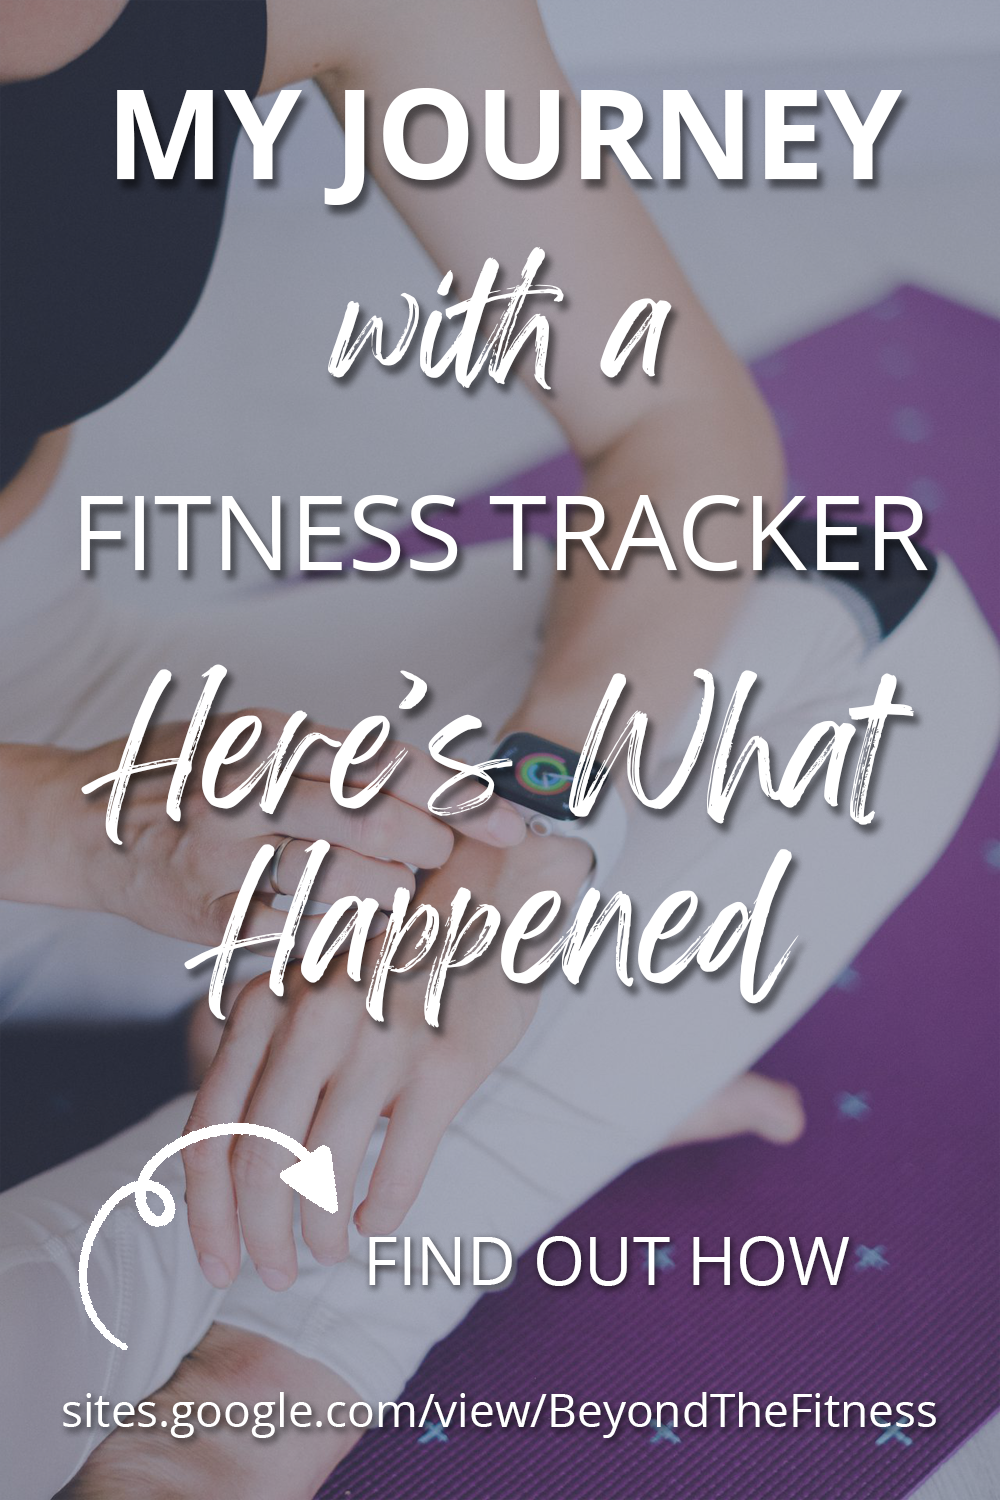 MY JOURNEY
with a
FITNESS TRACKER
Here's What
Happened
FIND OUT HOW
sites.google.com/view/BeyondTheFitness